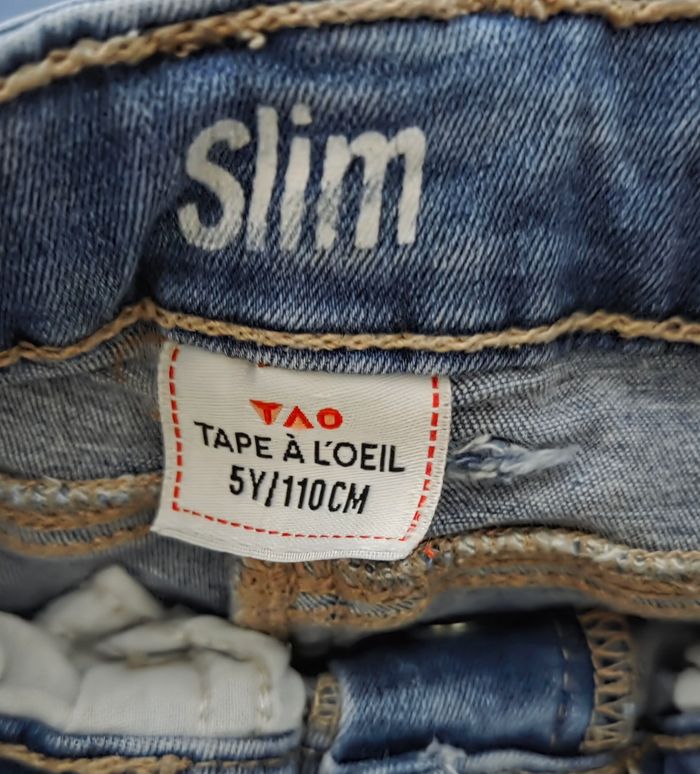 Slim
TAO
TAPE À L'OEIL
5Y/110CM